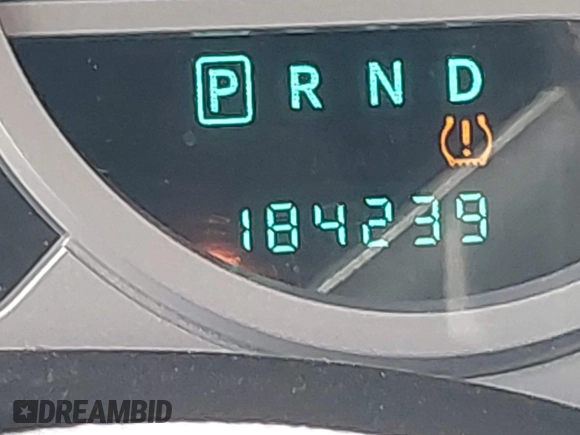 P R N D
184239
DREAMBID